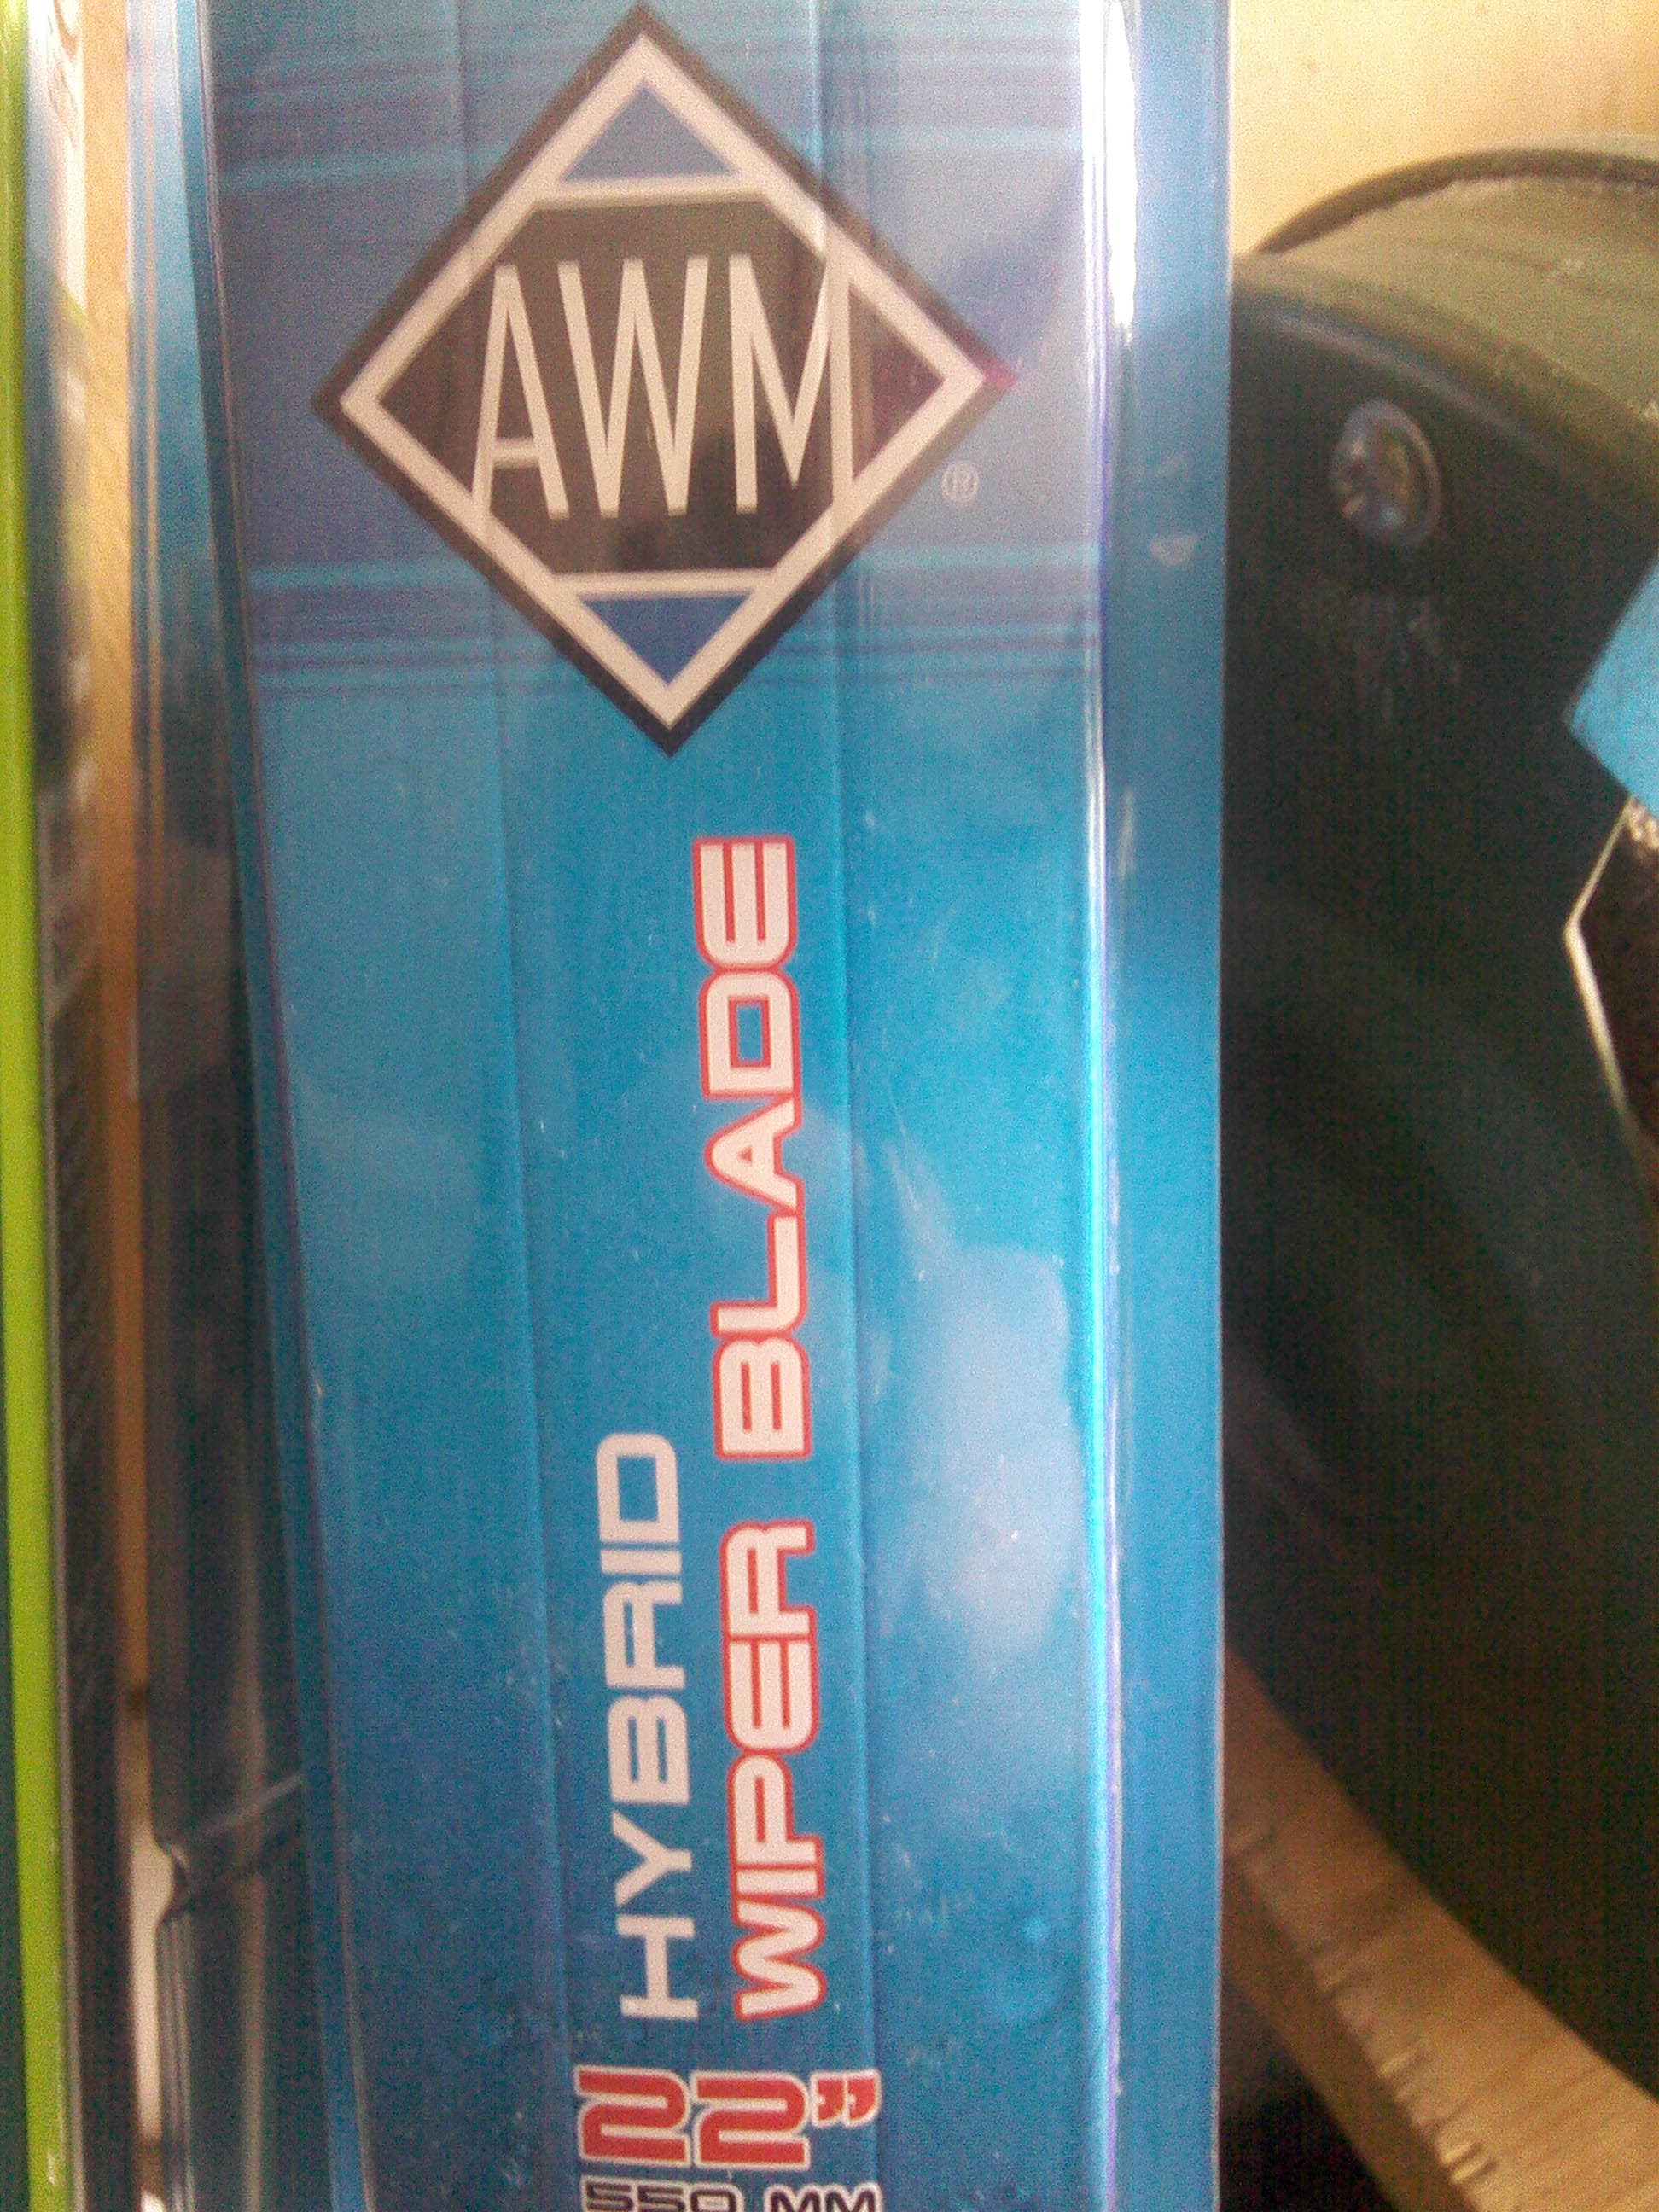 AWM
®
HYBRID
WIPER BLADE
22"
550 MM